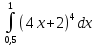 ∫_{0,5}^{1} (4x+2)^4 dx